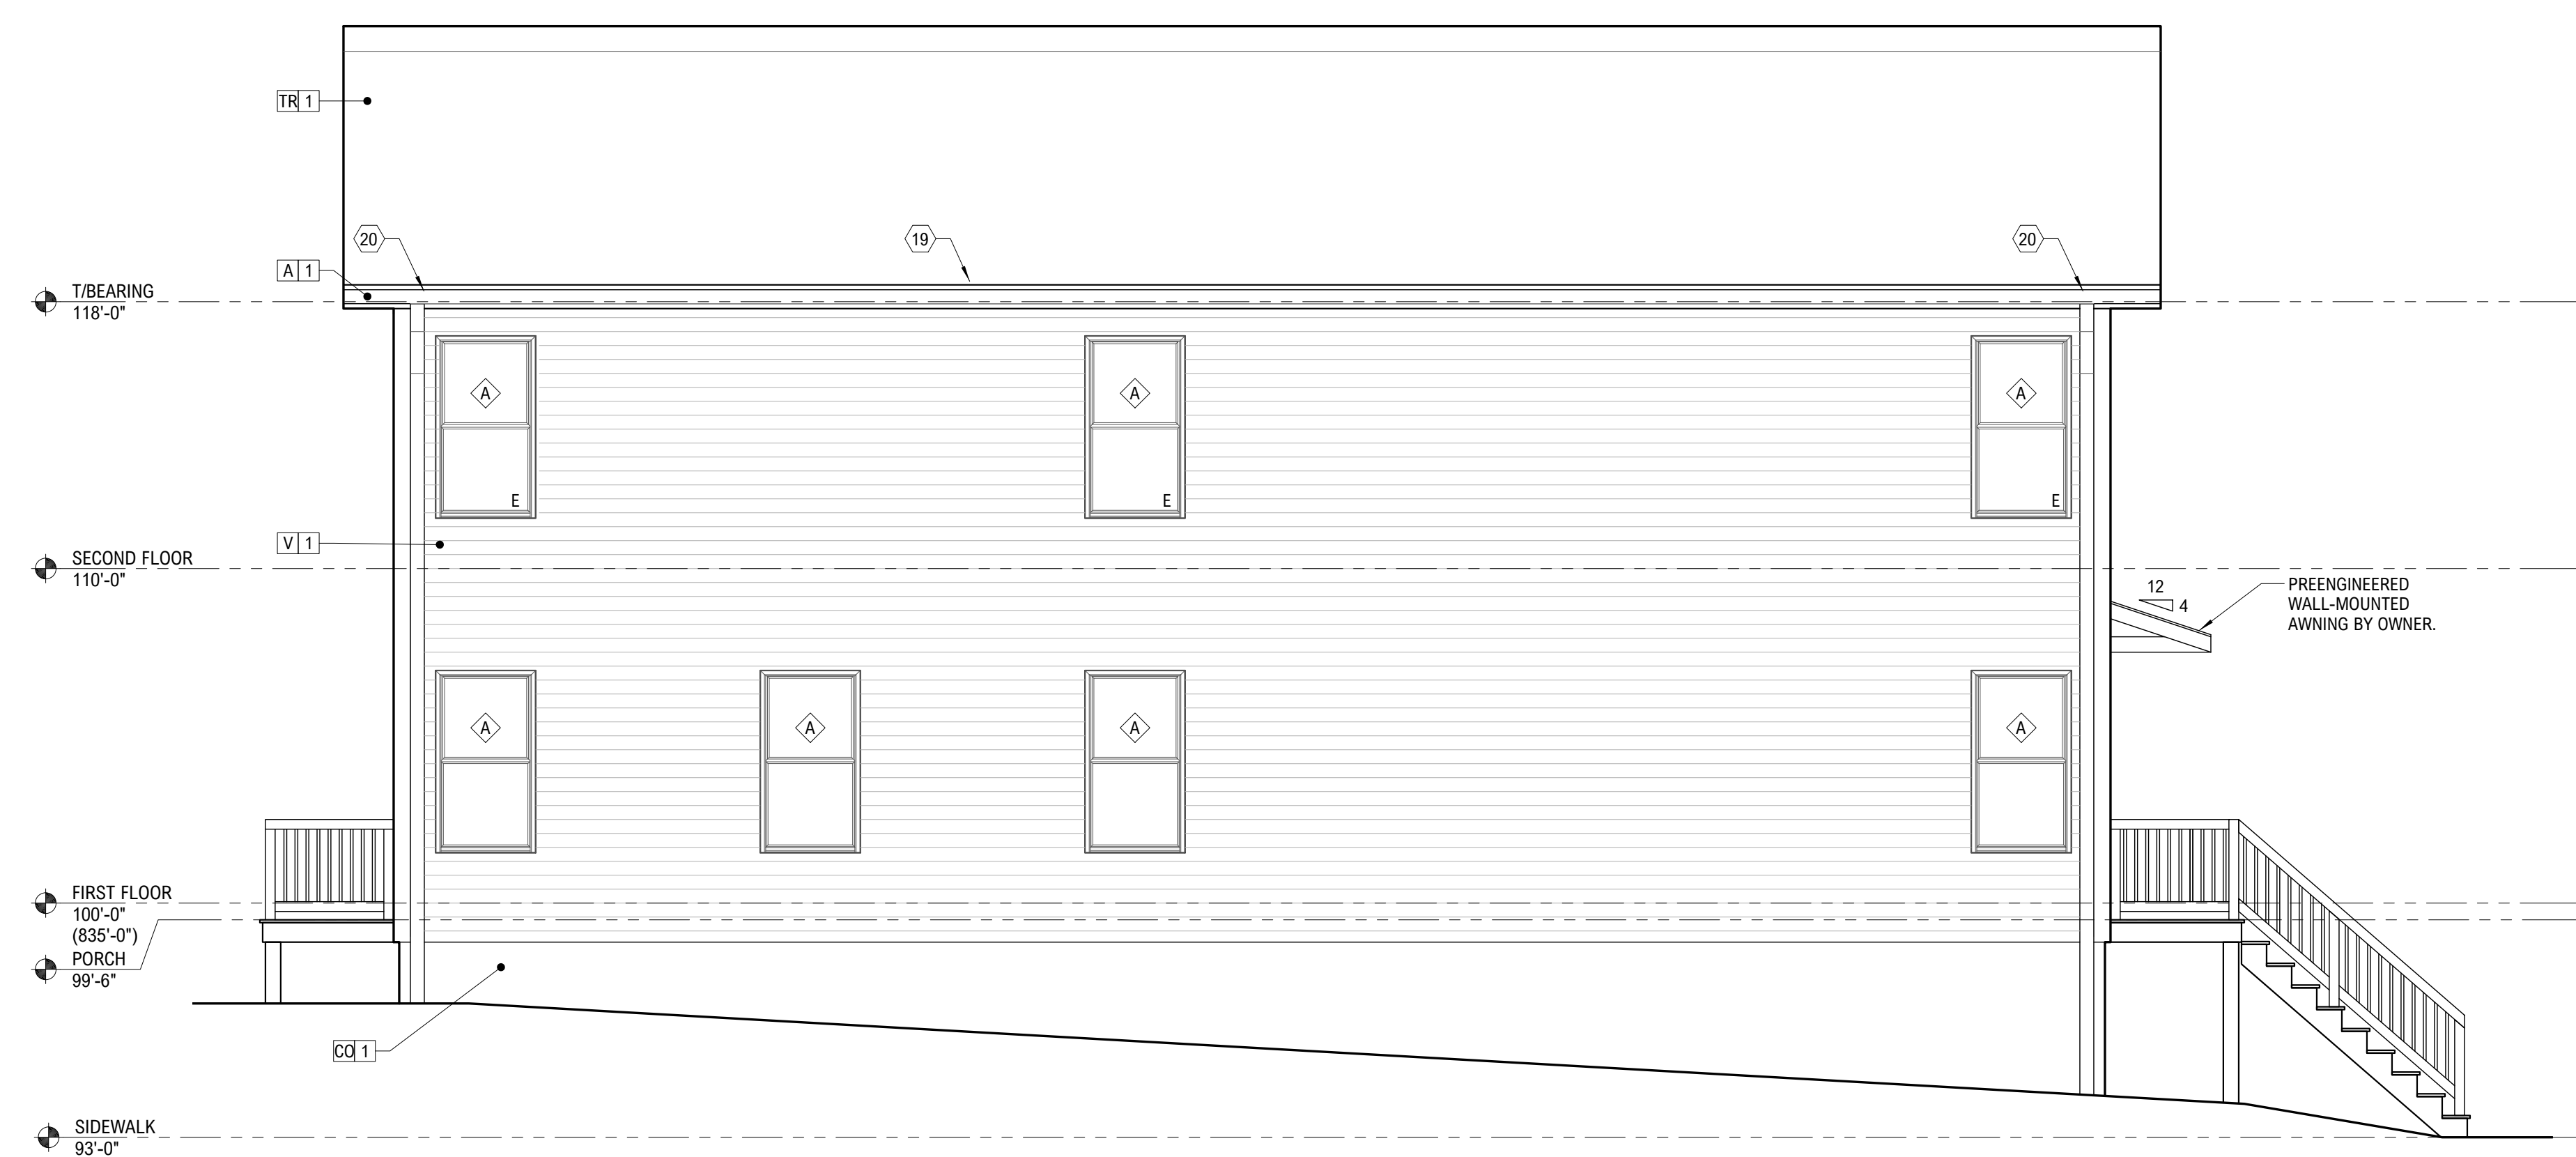 TR 1
20
19
20
A 1
T/BEARING
118'-0"
A
A
A
E
E
E
V 1
SECOND FLOOR
110'-0"
12
4
PREENGINEERED
WALL-MOUNTED
AWNING BY OWNER.
A
A
A
A
FIRST FLOOR
100'-0"
(835'-0")
PORCH
99'-6"
CO 1
SIDEWALK
93'-0"